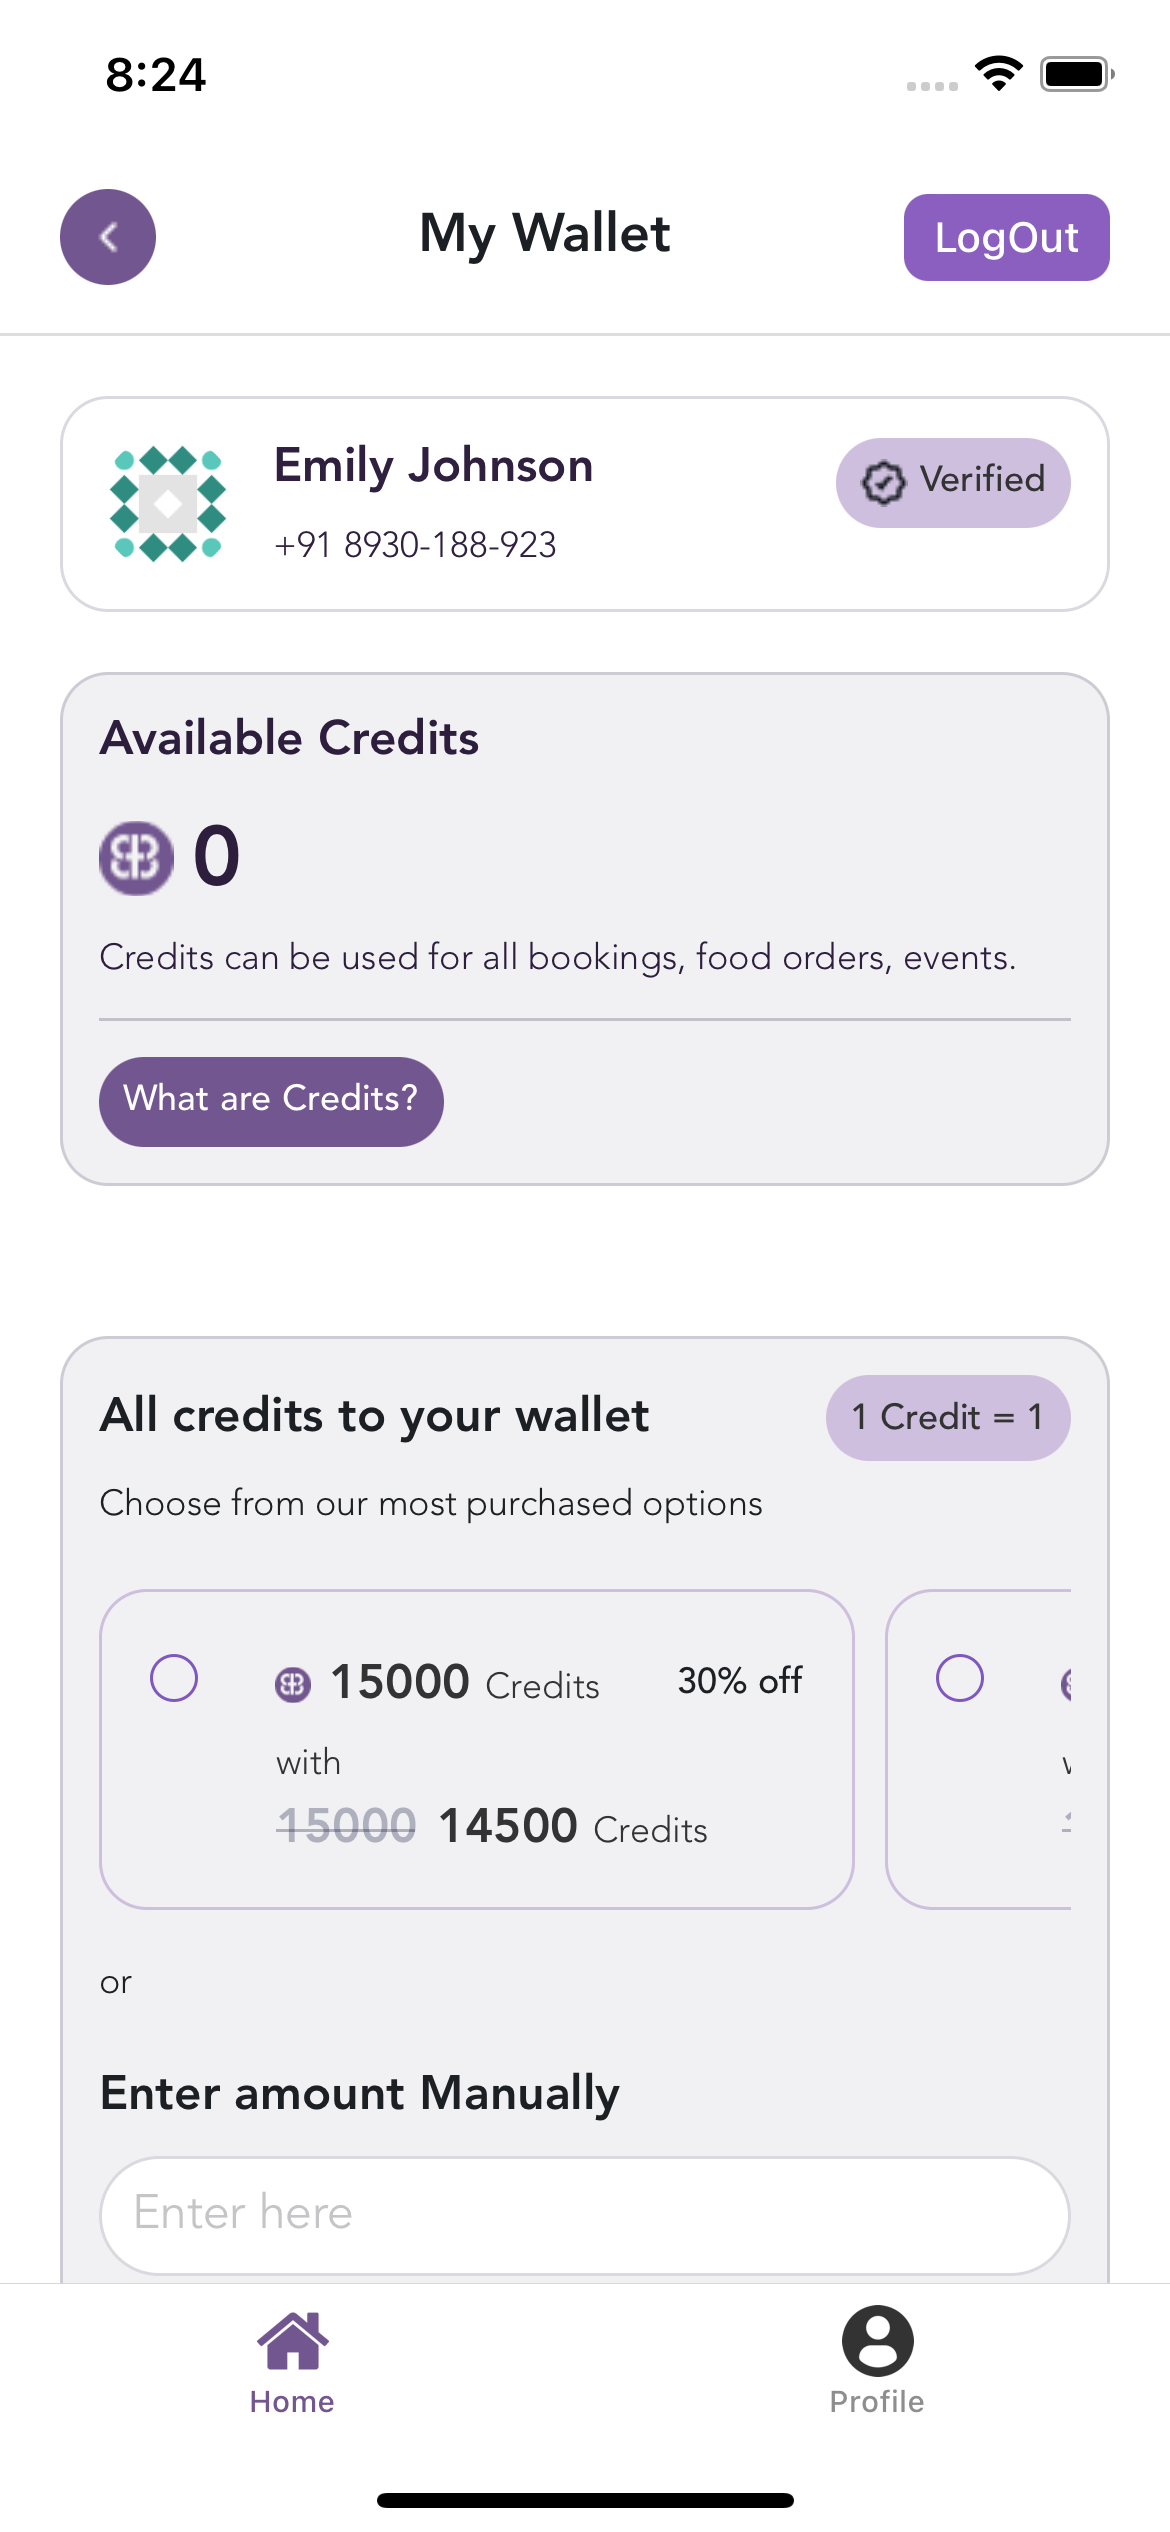 8:24
My Wallet
LogOut
Emily Johnson
Verified
+91 8930-188-923
Available Credits
0
Credits can be used for all bookings, food orders, events.
What are Credits?
All credits to your wallet
1 Credit = 1
Choose from our most purchased options
15000 Credits
30% off
with
15000 14500 Credits
or
Enter amount Manually
Enter here
Home
Profile